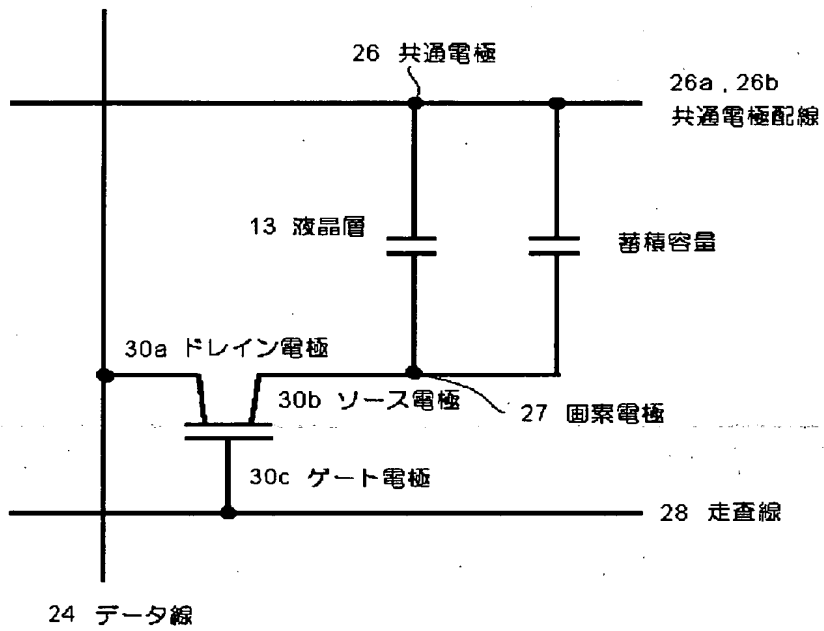 26 共通電極
26a , 26b
共通電極配線
13 液晶層
蓄積容量
30a ドレイン電極
30b ソース電極
27 画素電極
30c ゲート電極
28 走査線
24 データ線